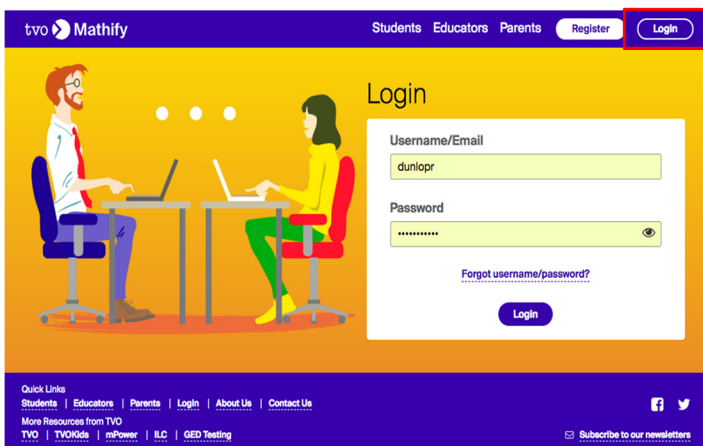 tvo Mathify Students Educators Parents Register Login
Login
Username/Email
dunlopr
Password
•••••••••••
Forgot username/password?
Login
Quick Links
Students | Educators | Parents | Login | About Us | Contact Us
More Resources from TVO
TVO | TVOKids | mPower | ILC | GED Testing
Subscribe to our newsletters